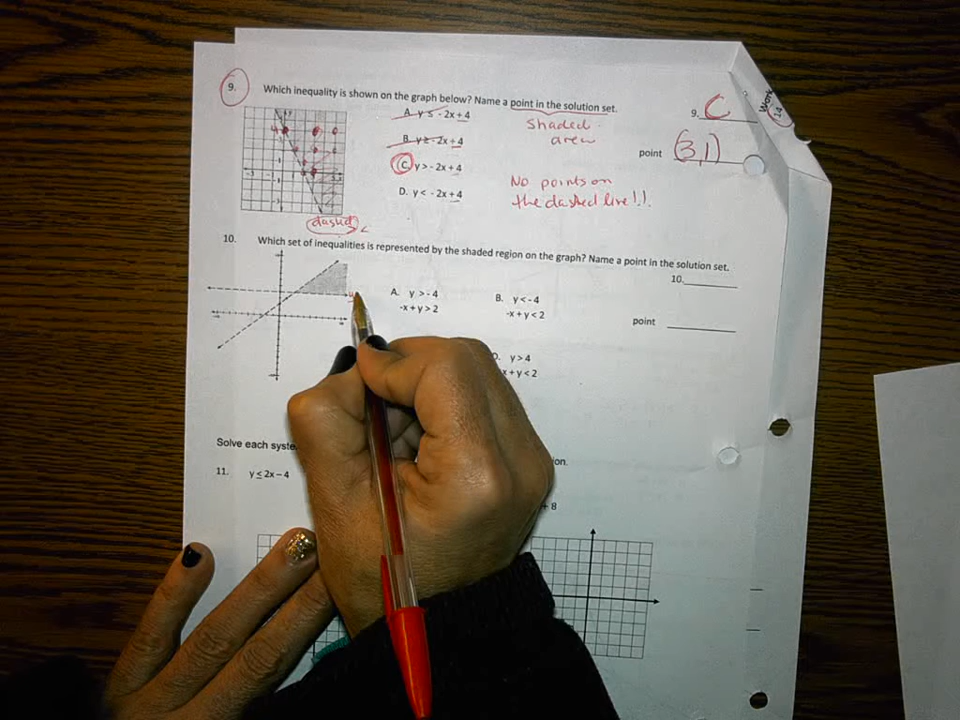 9. Which inequality is shown on the graph below? Name a point in the solution set.
9. C
A. y ≤ - 2x + 4
shaded area
B. y ≥ - 2x + 4
point (3,1)
C. y > - 2x + 4
D. y < - 2x + 4
No points on
the dashed line!!
dashed
10. Which set of inequalities is represented by the shaded region on the graph? Name a point in the solution set.
10.
A. y > - 4
-x + y > 2
B. y < - 4
-x + y < 2
point
y > 4
x + y < 2
Solve each
on.
11. y ≤ 2x – 4
+ 8